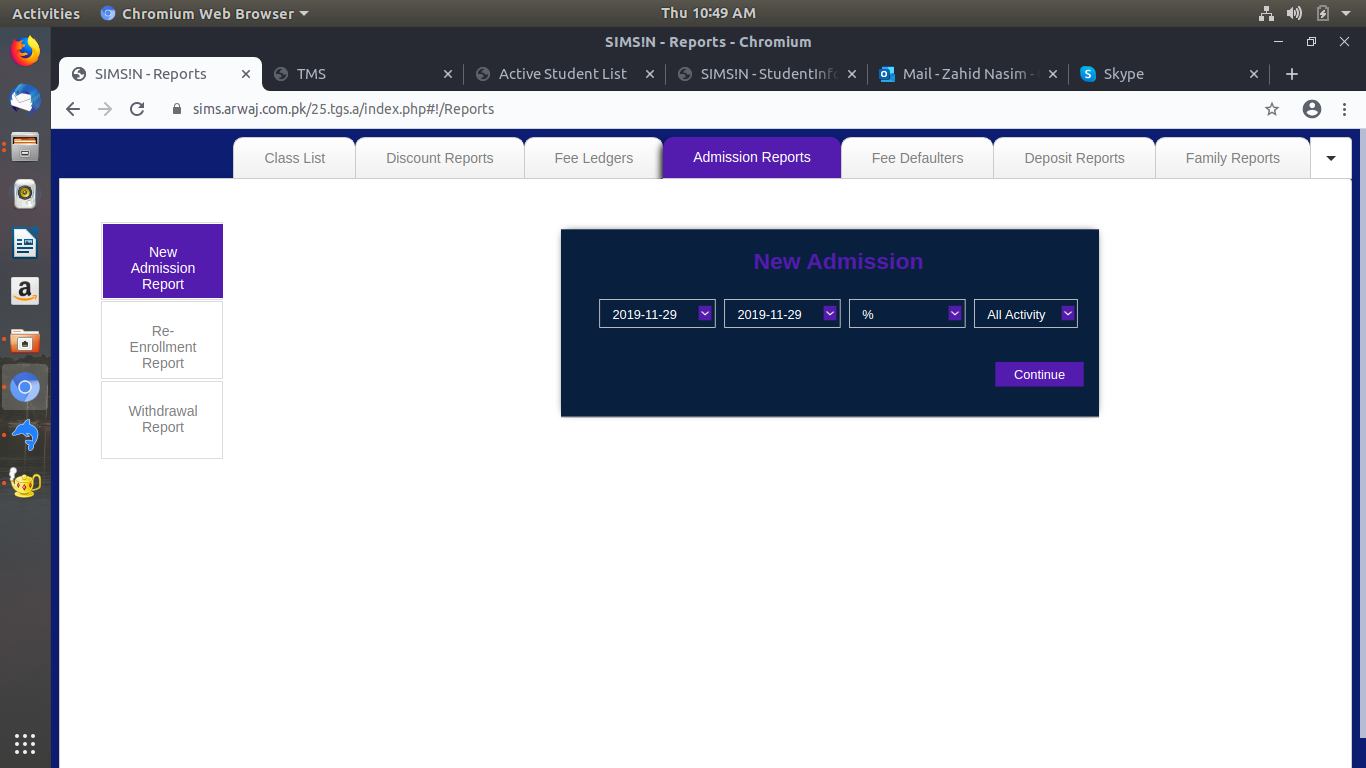 Activities
Chromium Web Browser
Thu 10:49 AM
SIMS!N - Reports - Chromium
SIMS!N - Reports
TMS
Active Student List
SIMS!N - StudentInfo
Mail - Zahid Nasim -
Skype
sims.arwaj.com.pk/25.tgs.a/index.php#!/Reports
Class List
Discount Reports
Fee Ledgers
Admission Reports
Fee Defaulters
Deposit Reports
Family Reports
New
Admission
Report
Re-
Enrollment
Report
Withdrawal
Report
New Admission
2019-11-29
2019-11-29
%
All Activity
Continue